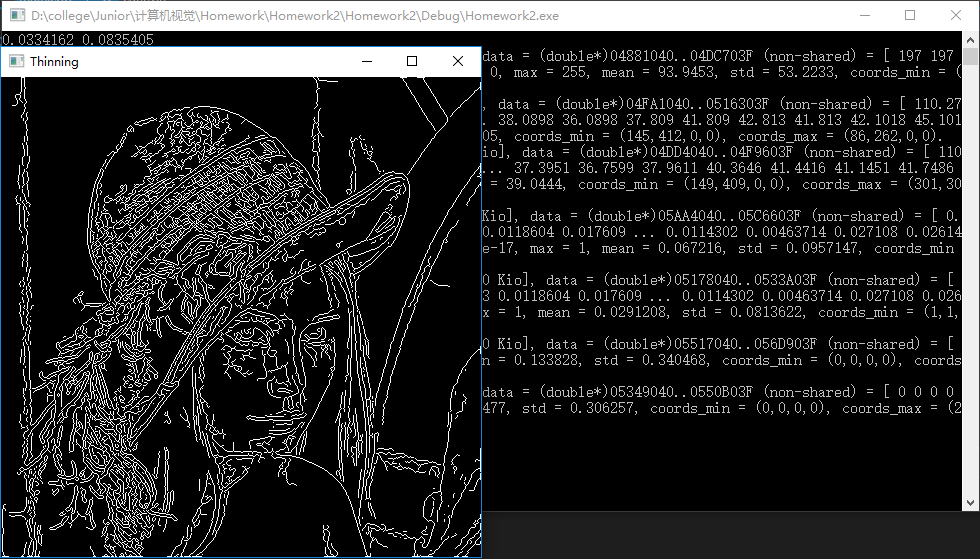 D:\college\Junior\计算机视觉\Homework\Homework2\Homework2\Debug\Homework2.exe
0.0334162 0.0835405
Thinning
data = (double*)04881040..04DC703F (non-shared) = [ 197 197
0, max = 255, mean = 93.9453, std = 53.2233, coords_min = (
, data = (double*)04FA1040..0516303F (non-shared) = [ 110.27
. 38.0898 36.0898 37.809 41.809 42.813 41.813 42.1018 45.101
05, coords_min = (145,412,0,0), coords_max = (86,262,0,0).
io], data = (double*)04DD4040..04F9603F (non-shared) = [ 110
... 37.3951 36.7599 37.9611 40.3646 41.4416 41.1451 41.7486
= 39.0444, coords_min = (149,409,0,0), coords_max = (301,30
Kio], data = (double*)05AA4040..05C6603F (non-shared) = [ 0.
0.0118604 0.017609 ... 0.0114302 0.00463714 0.027108 0.02614
e-17, max = 1, mean = 0.067216, std = 0.0957147, coords_min
0 Kio], data = (double*)05178040..0533A03F (non-shared) = [
3 0.0118604 0.017609 ... 0.0114302 0.00463714 0.027108 0.026
x = 1, mean = 0.0291208, std = 0.0813622, coords_min = (1,1,
0 Kio], data = (double*)05517040..056D903F (non-shared) = [
n = 0.133828, std = 0.340468, coords_min = (0,0,0,0), coords
data = (double*)05349040..0550B03F (non-shared) = [ 0 0 0 0
477, std = 0.306257, coords_min = (0,0,0,0), coords_max = (2